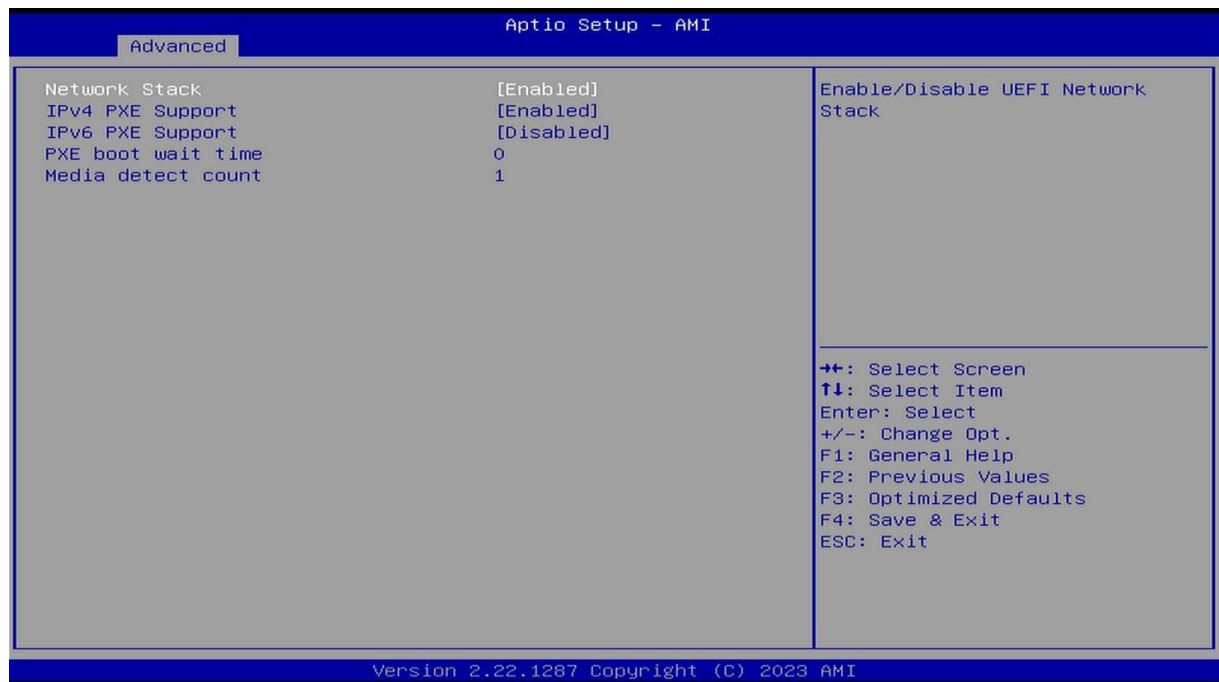 Aptio Setup – AMI
Advanced
Network Stack [Enabled]
IPv4 PXE Support [Enabled]
IPv6 PXE Support [Disabled]
PXE boot wait time 0
Media detect count 1
Enable/Disable UEFI Network
Stack
→←: Select Screen
↑↓: Select Item
Enter: Select
+/-: Change Opt.
F1: General Help
F2: Previous Values
F3: Optimized Defaults
F4: Save & Exit
ESC: Exit
Version 2.22.1287 Copyright (C) 2023 AMI